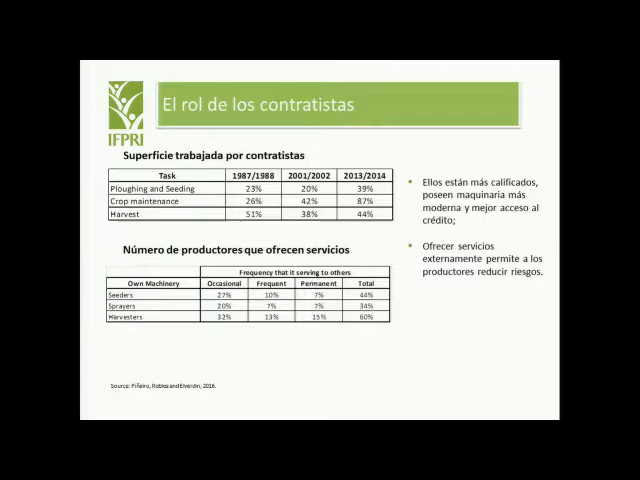 IFPRI
El rol de los contratistas
Superficie trabajada por contratistas
Task 1987/1988 2001/2002 2013/2014
Ploughing and Seeding 23% 20% 39%
Crop maintenance 26% 42% 87%
Harvest 51% 38% 44%
Número de productores que ofrecen servicios
Frequency that it serving to others
Own Machinery Occasional Frequent Permanent Total
Seeders 27% 10% 7% 44%
Sprayers 20% 7% 7% 34%
Harvesters 32% 13% 15% 60%
Source: Piñeiro, Robles and Elverdin, 2016.
Ellos están más calificados,
poseen maquinaria más
moderna y mejor acceso al
crédito;
Ofrecer servicios
externamente permite a los
productores reducir riesgos.